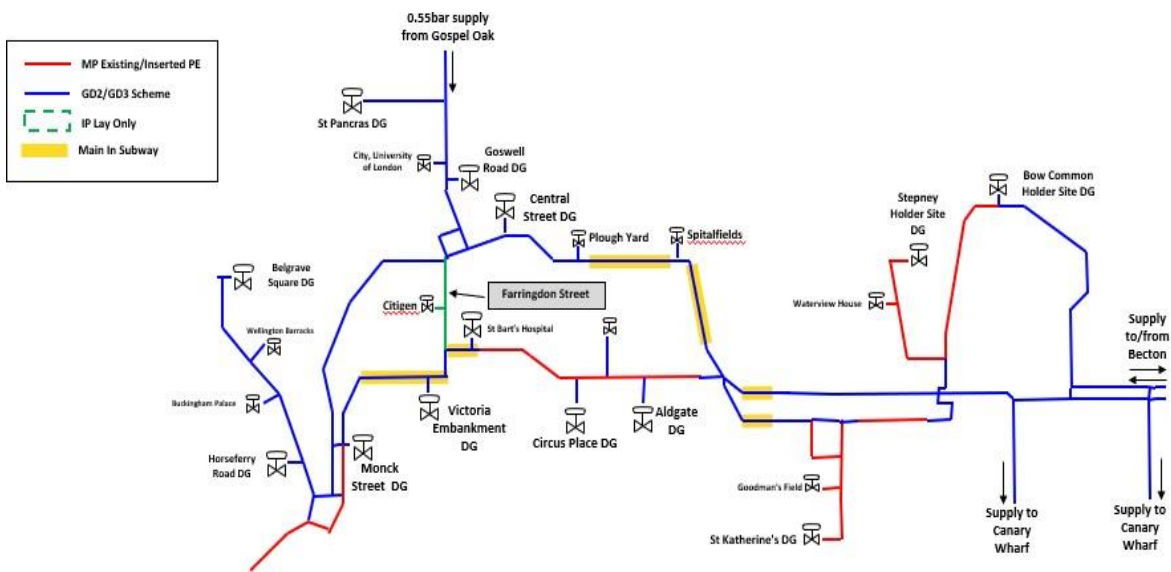 0.55bar supply
from Gospel Oak
MP Existing/Inserted PE
GD2/GD3 Scheme
IP Lay Only
Main In Subway
St Pancras DG
City, University
of London
Goswell
Road DG
Central
Street DG
Plough Yard
Spitalfields
Stepney
Holder Site
DG
Bow Common
Holder Site DG
Belgrave
Square DG
Citigen
Farringdon Street
Waterview House
Wellington Barracks
St Bart's Hospital
Supply
to/from
Becton
Buckingham Palace
Victoria
Embankment
DG
Circus Place DG
Aldgate
DG
Horseferry
Road DG
Monck
Street DG
Goodman's Field
St Katherine's DG
Supply to
Canary
Wharf
Supply to
Canary
Wharf